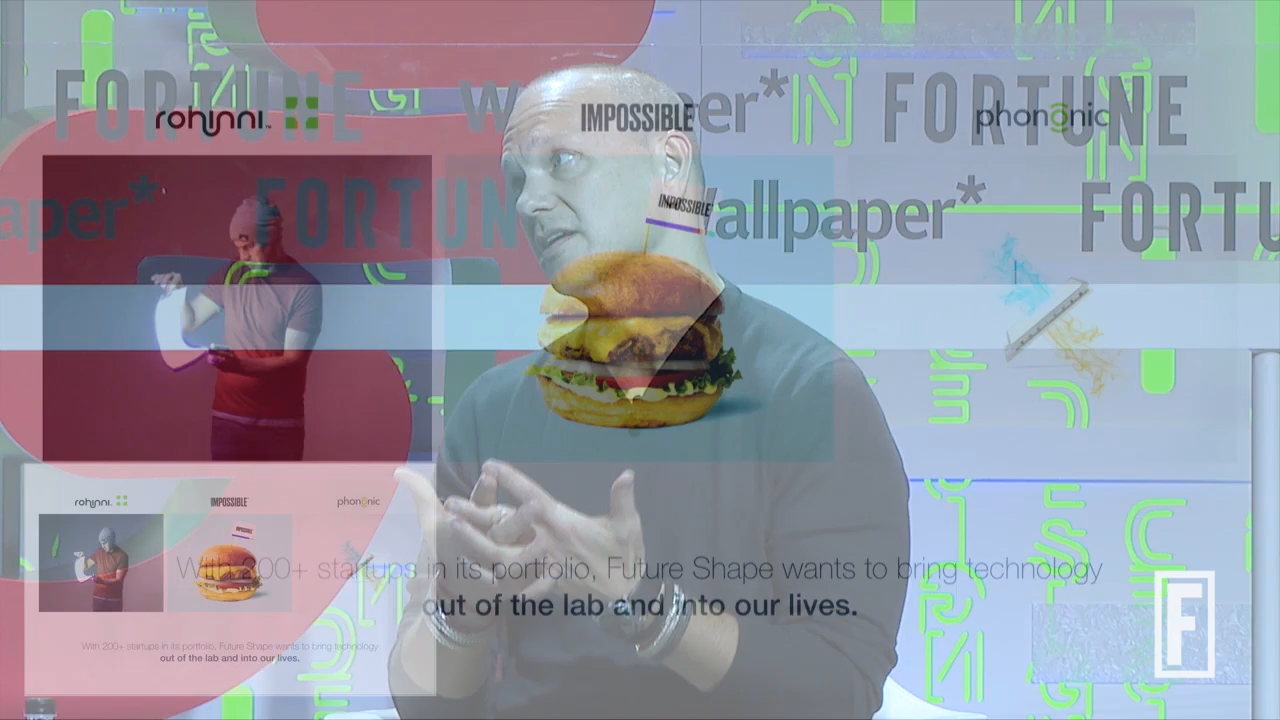 FORTUNE wallpaper* FORTUNE
rohinni.™ IMPOSSIBLE phononic
aper* FORTUNE wallpaper* FORTU
IMPOSSIBLE
rohinni. IMPOSSIBLE phononic
IMPOSSIBLE
With 200+ startups in its portfolio, Future Shape wants to bring technology
out of the lab and into our lives.
With 200+ startups in its portfolio, Future Shape wants to bring technology
out of the lab and into our lives.
F